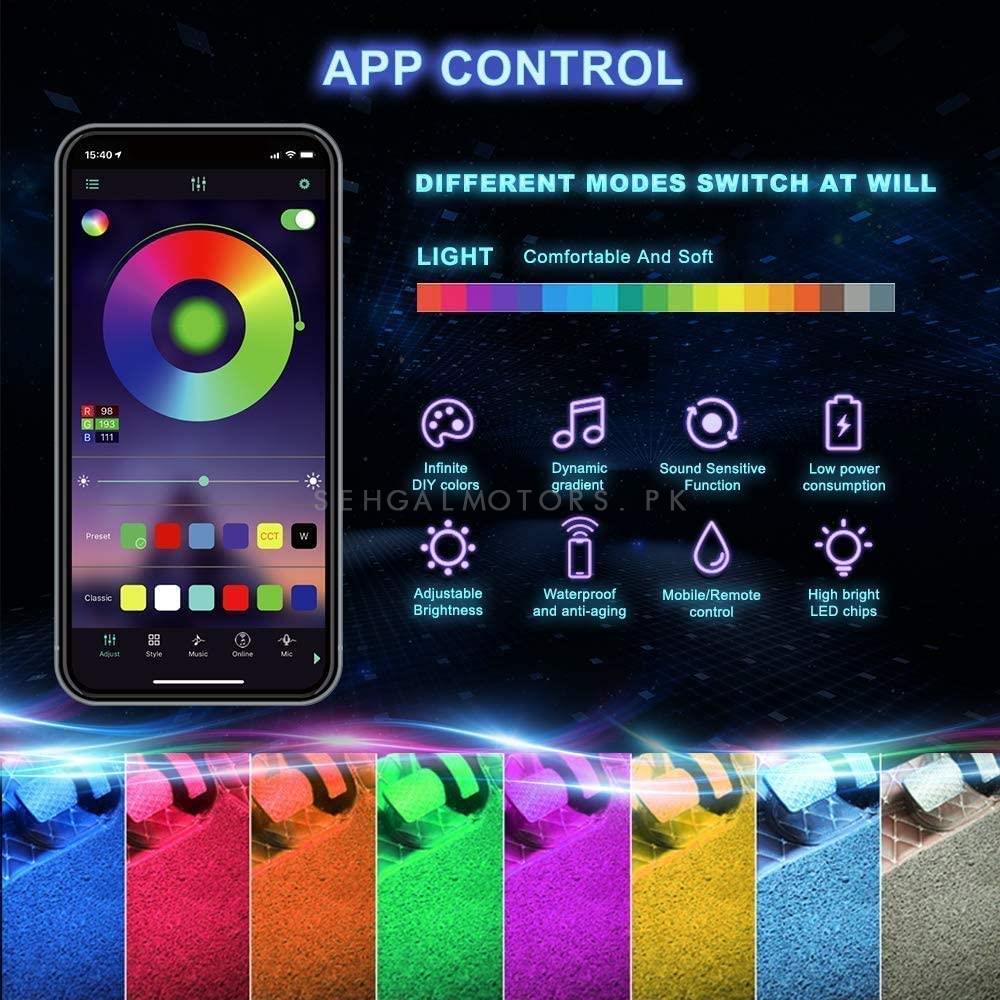 APP CONTROL
15:40
DIFFERENT MODES SWITCH AT WILL
LIGHT Comfortable And Soft
R 98
G 193
B 111
Infinite
DIY colors
Dynamic
gradient
Sound Sensitive
Function
Low power
consumption
SEHGALMOTORS.PK
Preset CCT W
Classic
Adjustable
Brightness
Waterproof
and anti-aging
Mobile/Remote
control
High bright
LED chips
Adjust Style Music Online Mic